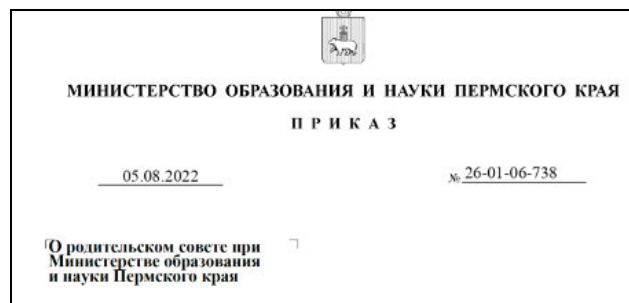 МИНИСТЕРСТВО ОБРАЗОВАНИЯ И НАУКИ ПЕРМСКОГО КРАЯ
П Р И К А З
05.08.2022 № 26-01-06-738
О родительском совете при
Министерстве образования
и науки Пермского края